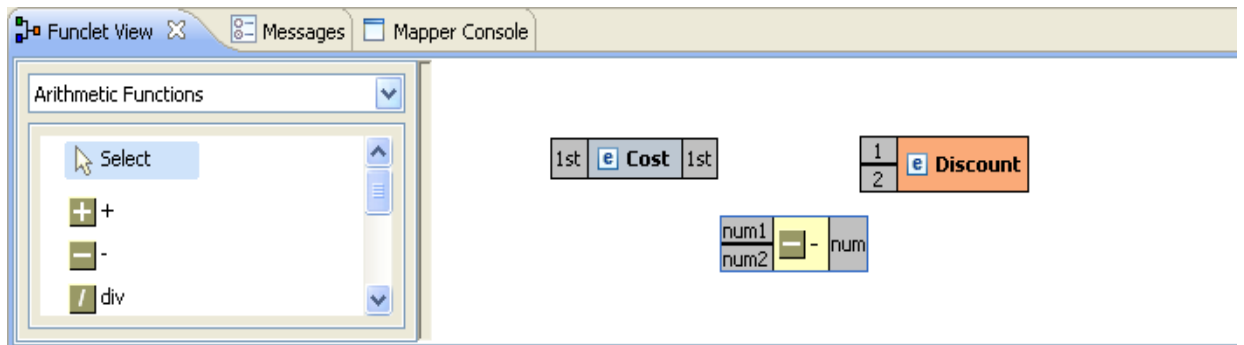 Funclet View Messages Mapper Console
Arithmetic Functions
Select
+
-
div
1st e Cost 1st
1
2
e Discount
num1
num2
- num